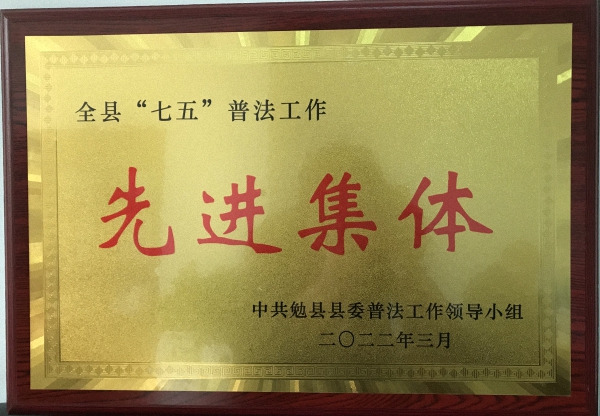 全县“七五”普法工作
先进集体
中共勉县县委普法工作领导小组
二〇二二年三月